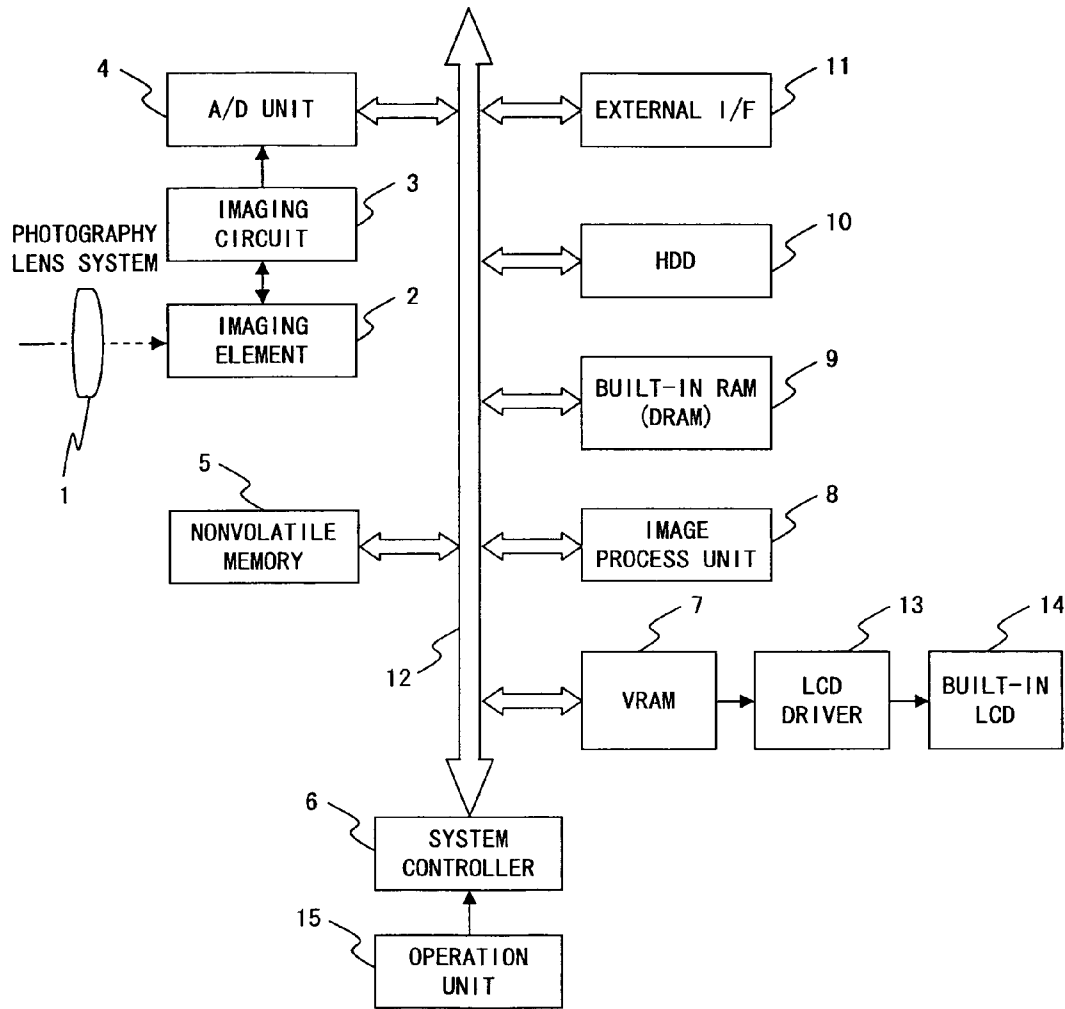 4
A/D UNIT
11
EXTERNAL I/F
3
IMAGING
CIRCUIT
PHOTOGRAPHY
LENS SYSTEM
10
HDD
2
IMAGING
ELEMENT
1
9
BUILT-IN RAM
(DRAM)
5
NONVOLATILE
MEMORY
8
IMAGE
PROCESS UNIT
12
7
VRAM
13
LCD
DRIVER
14
BUILT-IN
LCD
6
SYSTEM
CONTROLLER
15
OPERATION
UNIT